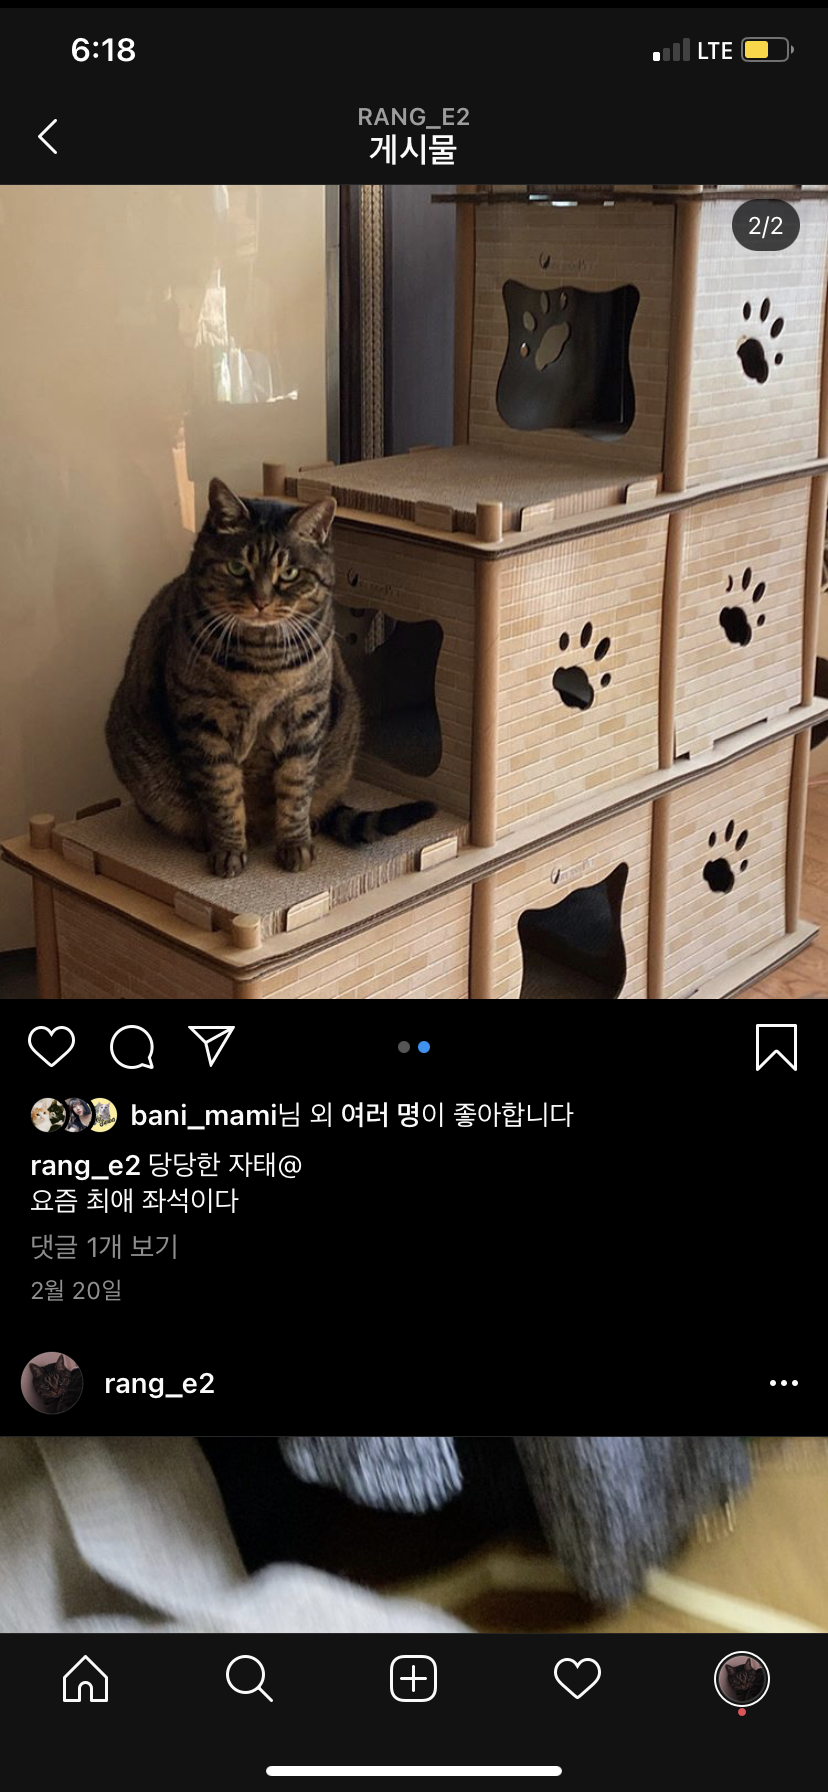 6:18
LTE
RANG_E2
게시물
2/2
bani_mami님 외 여러 명이 좋아합니다
rang_e2 당당한 자태@
요즘 최애 좌석이다
댓글 1개 보기
2월 20일
rang_e2